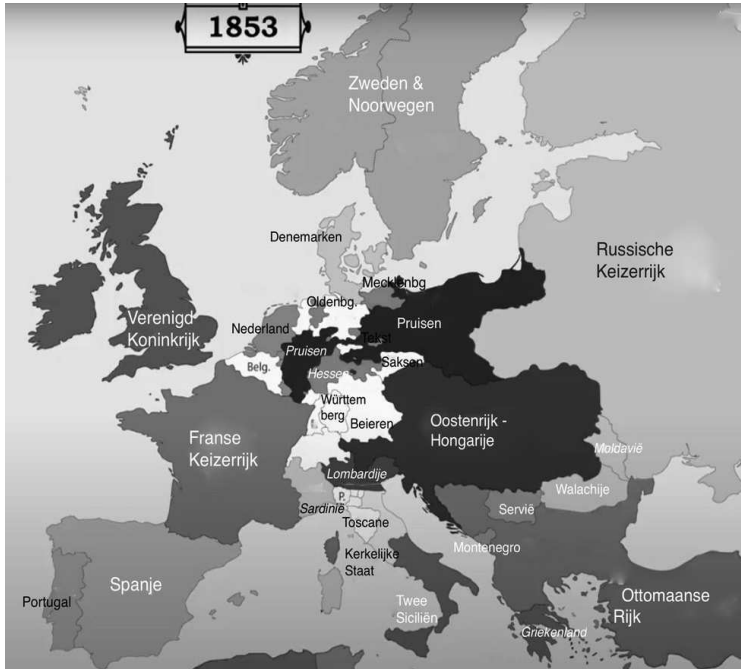 1853
Zweden &
Noorwegen
Denemarken
Russische
Keizerrijk
Mecklenbg
Oldenbg.
Verenigd
Koninkrijk
Nederland
Pruisen
Tekst
Pruisen
Belg.
Hessen
Saksen
Württem
berg
Beieren
Oostenrijk -
Hongarije
Franse
Keizerrijk
Moldavië
Lombardije
Walachije
P.
Sardinië
Servië
Toscane
Montenegro
Kerkelijke
Staat
Spanje
Portugal
Twee
Siciliën
Ottomaanse
Rijk
Griekenland